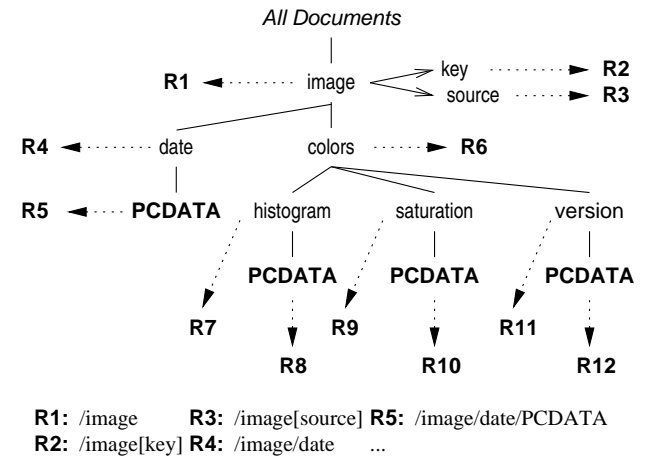 All Documents
R1 image key R2
source R3
R4 date colors R6
R5 PCDATA histogram saturation version
PCDATA PCDATA PCDATA
R7 R9 R11
R8 R10 R12
R1: /image R3: /image[source] R5: /image/date/PCDATA
R2: /image[key] R4: /image/date ...